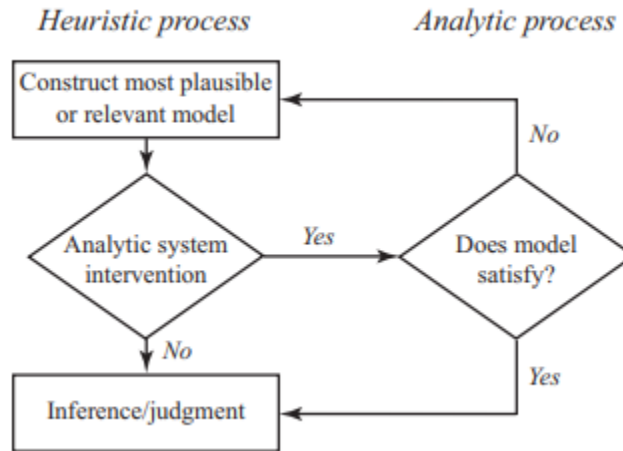 Heuristic process
Analytic process
Construct most plausible
or relevant model
No
Analytic system
intervention
Yes
Does model
satisfy?
No
Yes
Inference/judgment